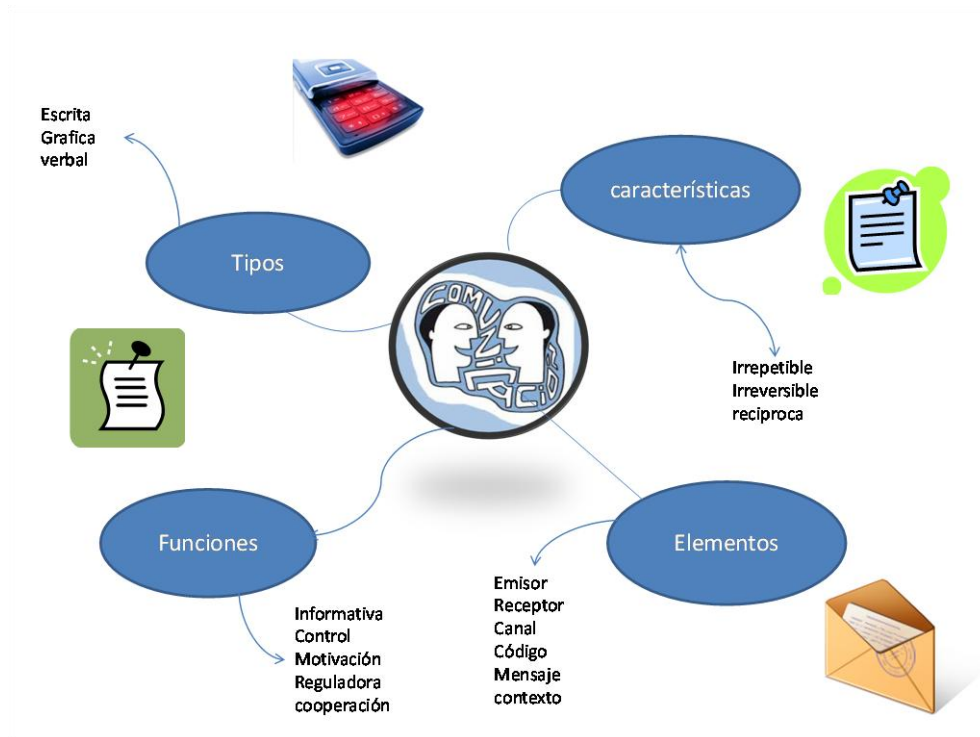 Escrita
Grafica
verbal
Tipos
características
COMUNICACIÓN
Irrepetible
Irreversible
reciproca
Funciones
Informativa
Control
Motivación
Reguladora
cooperación
Elementos
Emisor
Receptor
Canal
Código
Mensaje
contexto